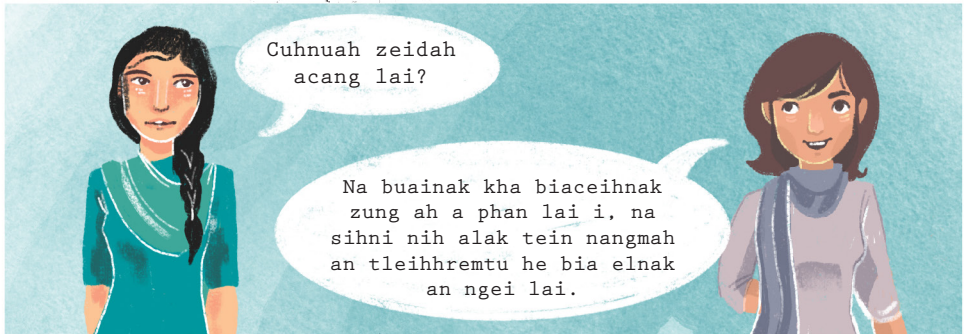 Cuhnuah zeidah
acang lai?
Na buainak kha biaceihnak
zung ah a phan lai i, na
sihni nih alak tein nangmah
an tleihhremtu he bia elnak
an ngei lai.